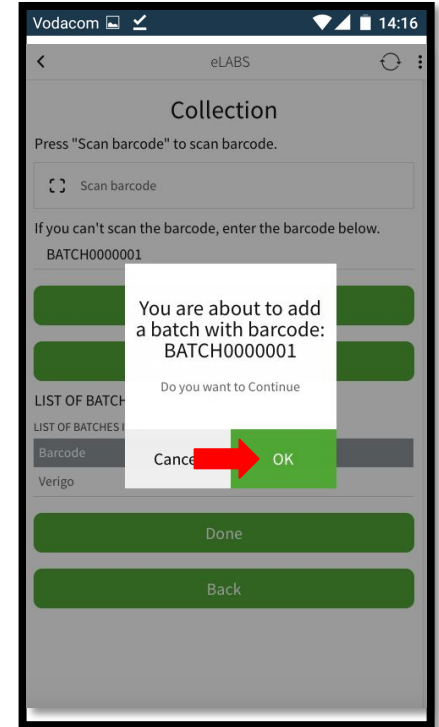 Vodacom 14:16
eLABS
Collection
Press "Scan barcode" to scan barcode.
Scan barcode
If you can't scan the barcode, enter the barcode below.
BATCH0000001
You are about to add
a batch with barcode:
BATCH0000001
Do you want to Continue
LIST OF BATCH
LIST OF BATCHES I
Barcode
Cance OK
Verigo
Done
Back